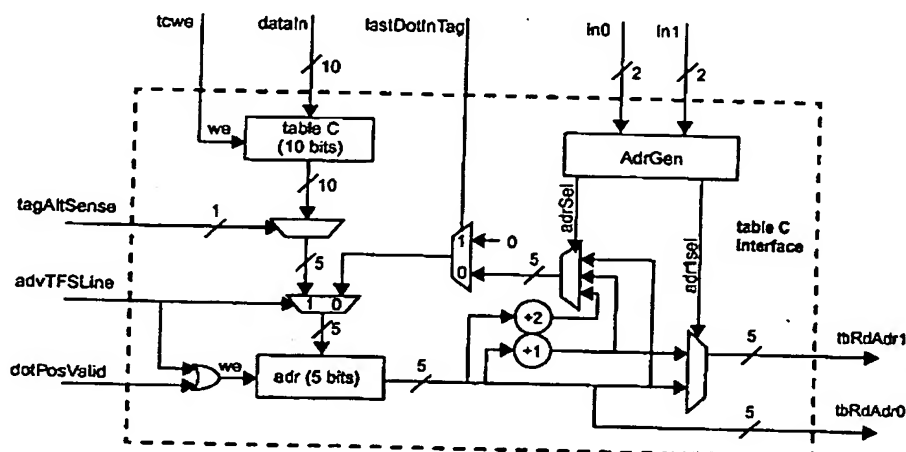 tcwe
dataIn
lastDotInTag
in0
in1
10
2
2
we
table C
(10 bits)
AdrGen
10
tagAltSense
1
adrSel
adr1sel
table C
Interface
1
0
0
5
5
advTFSLine
1 0
5
+2
+1
5
tbRdAdr1
dotPosValid
we
adr (5 bits)
5
5
tbRdAdr0